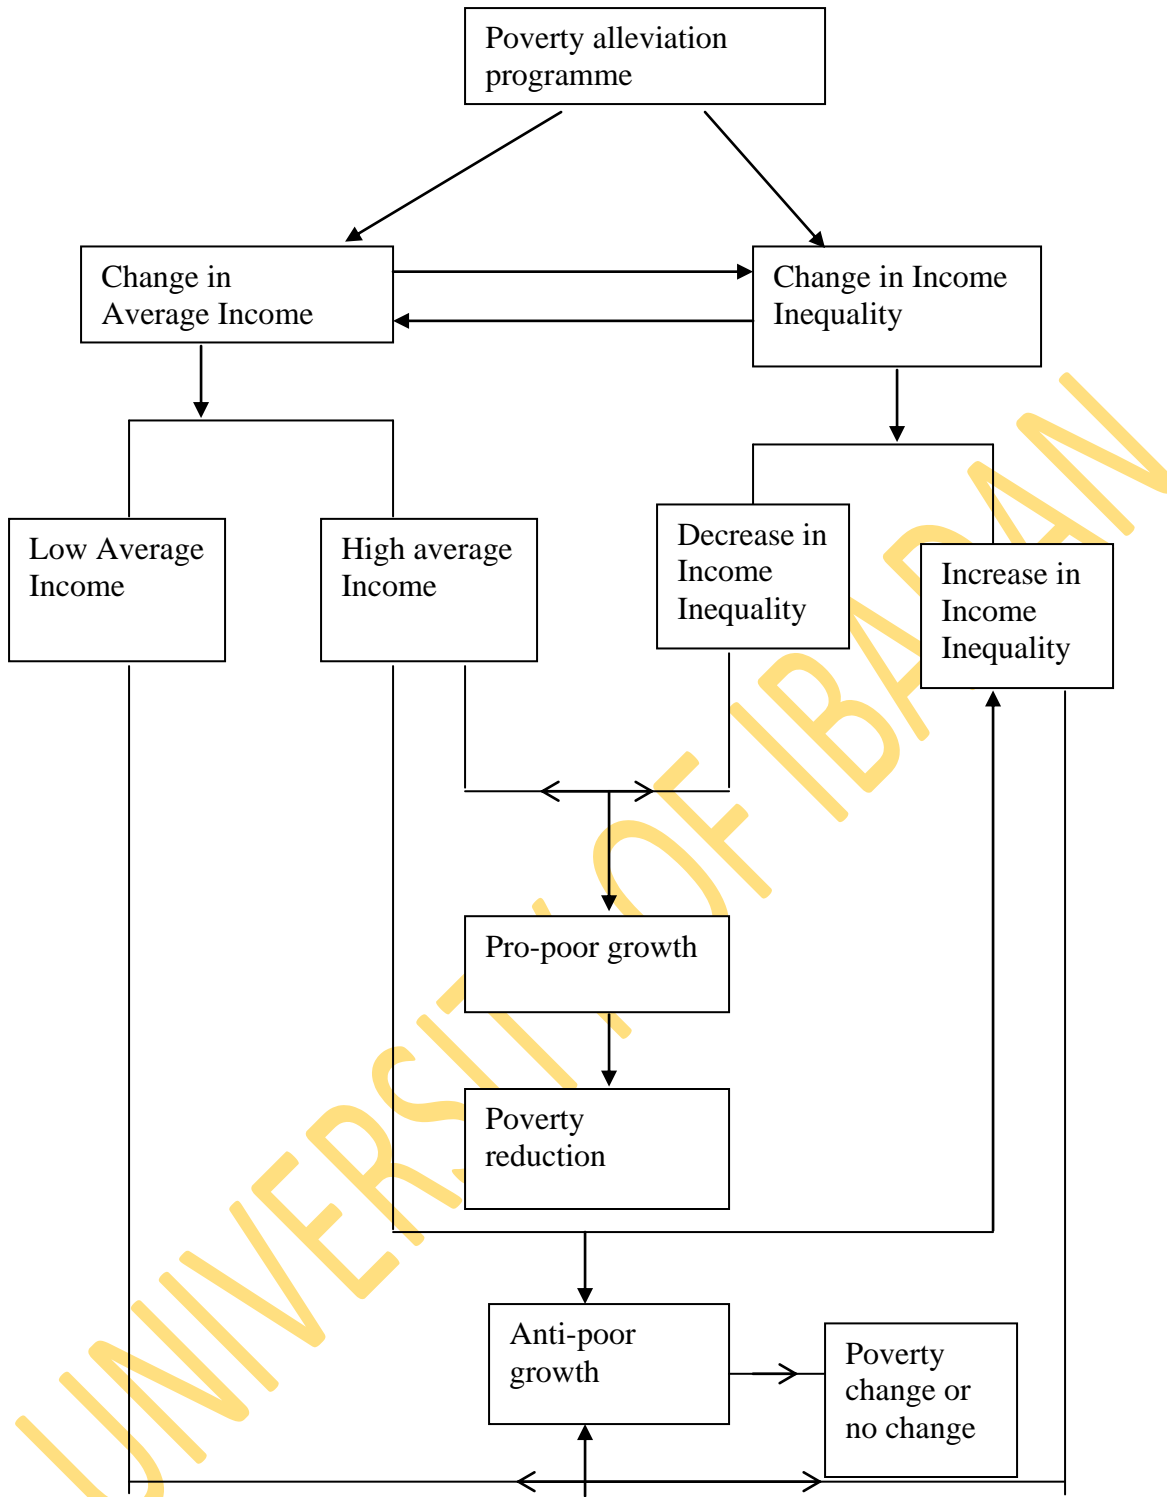 Poverty alleviation
programme
Change in
Average Income
Change in Income
Inequality
Low Average
Income
High average
Income
Decrease in
Income
Inequality
Increase in
Income
Inequality
Pro-poor growth
Poverty
reduction
Anti-poor
growth
Poverty
change or
no change
UNIVERSITY OF IBADAN